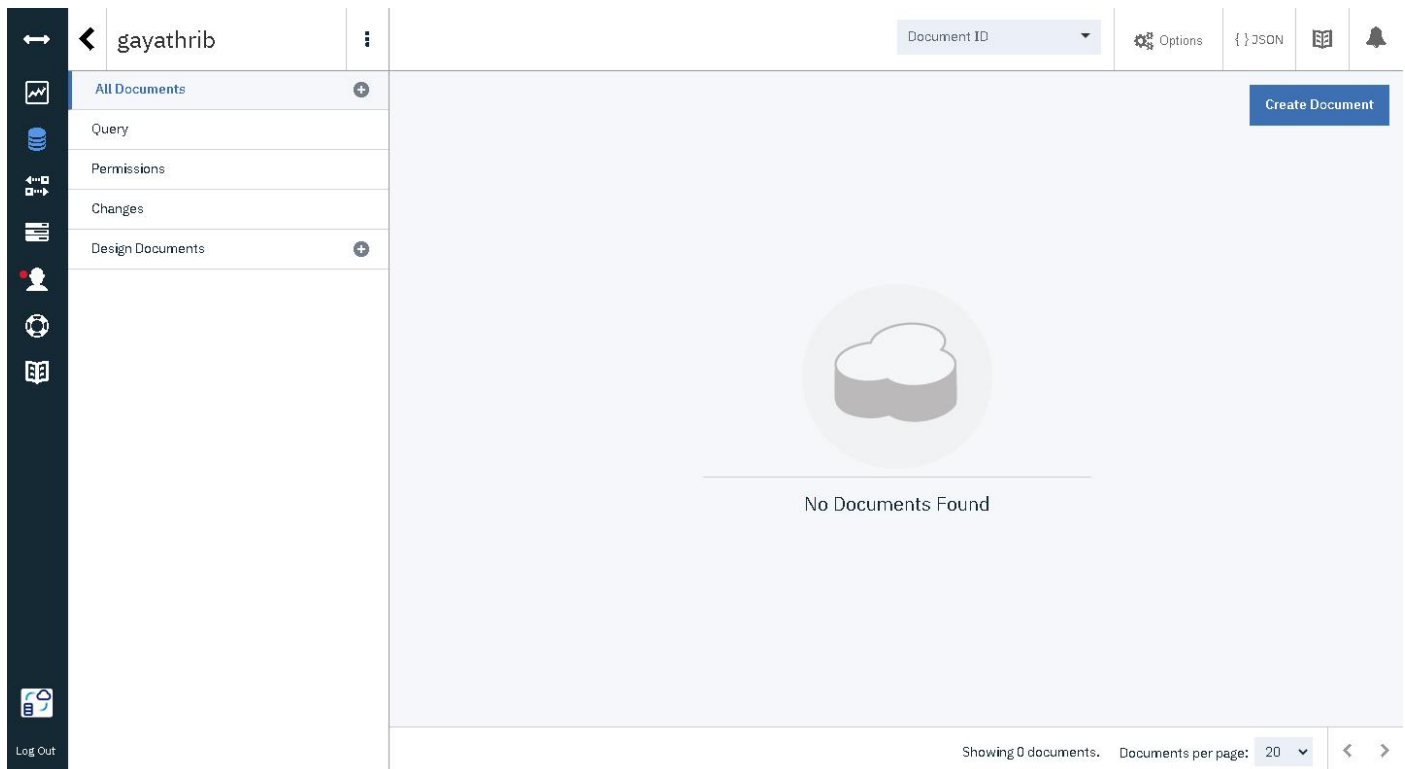 gayathrib
Document ID
Options
{ } JSON
All Documents
Create Document
Query
Permissions
Changes
Design Documents
No Documents Found
Log Out
Showing 0 documents.
Documents per page: 20